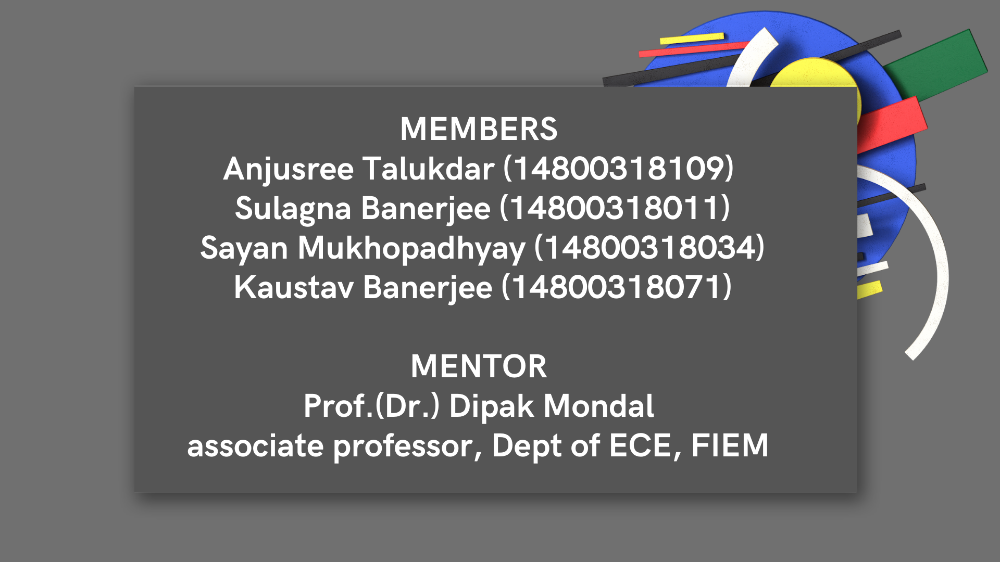 MEMBERS
Anjusree Talukdar (14800318109)
Sulagna Banerjee (14800318011)
Sayan Mukhopadhyay (14800318034)
Kaustav Banerjee (14800318071)
MENTOR
Prof.(Dr.) Dipak Mondal
associate professor, Dept of ECE, FIEM